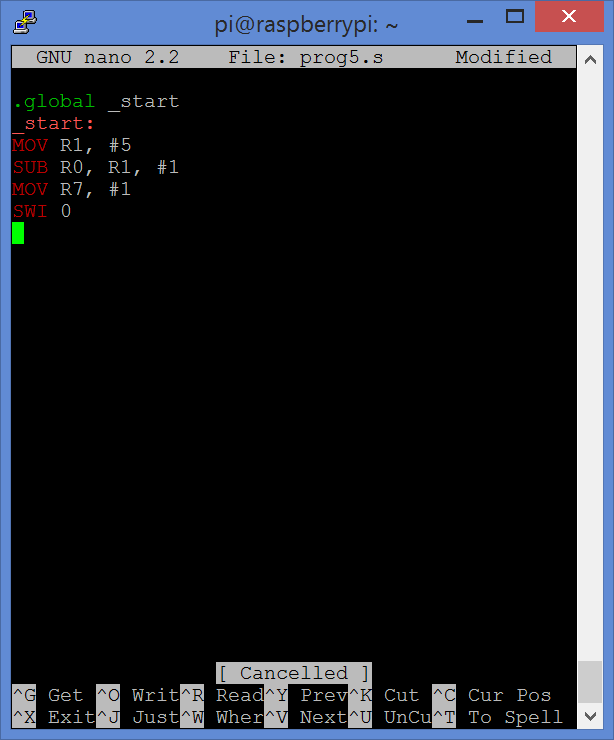 pi@raspberrypi: ~
GNU nano 2.2 File: prog5.s Modified
.global _start
_start:
MOV R1, #5
SUB R0, R1, #1
MOV R7, #1
SWI 0
[ Cancelled ]
^G Get ^O Writ^R Read^Y Prev^K Cut ^C Cur Pos
^X Exit^J Just^W Wher^V Next^U UnCu^T To Spell